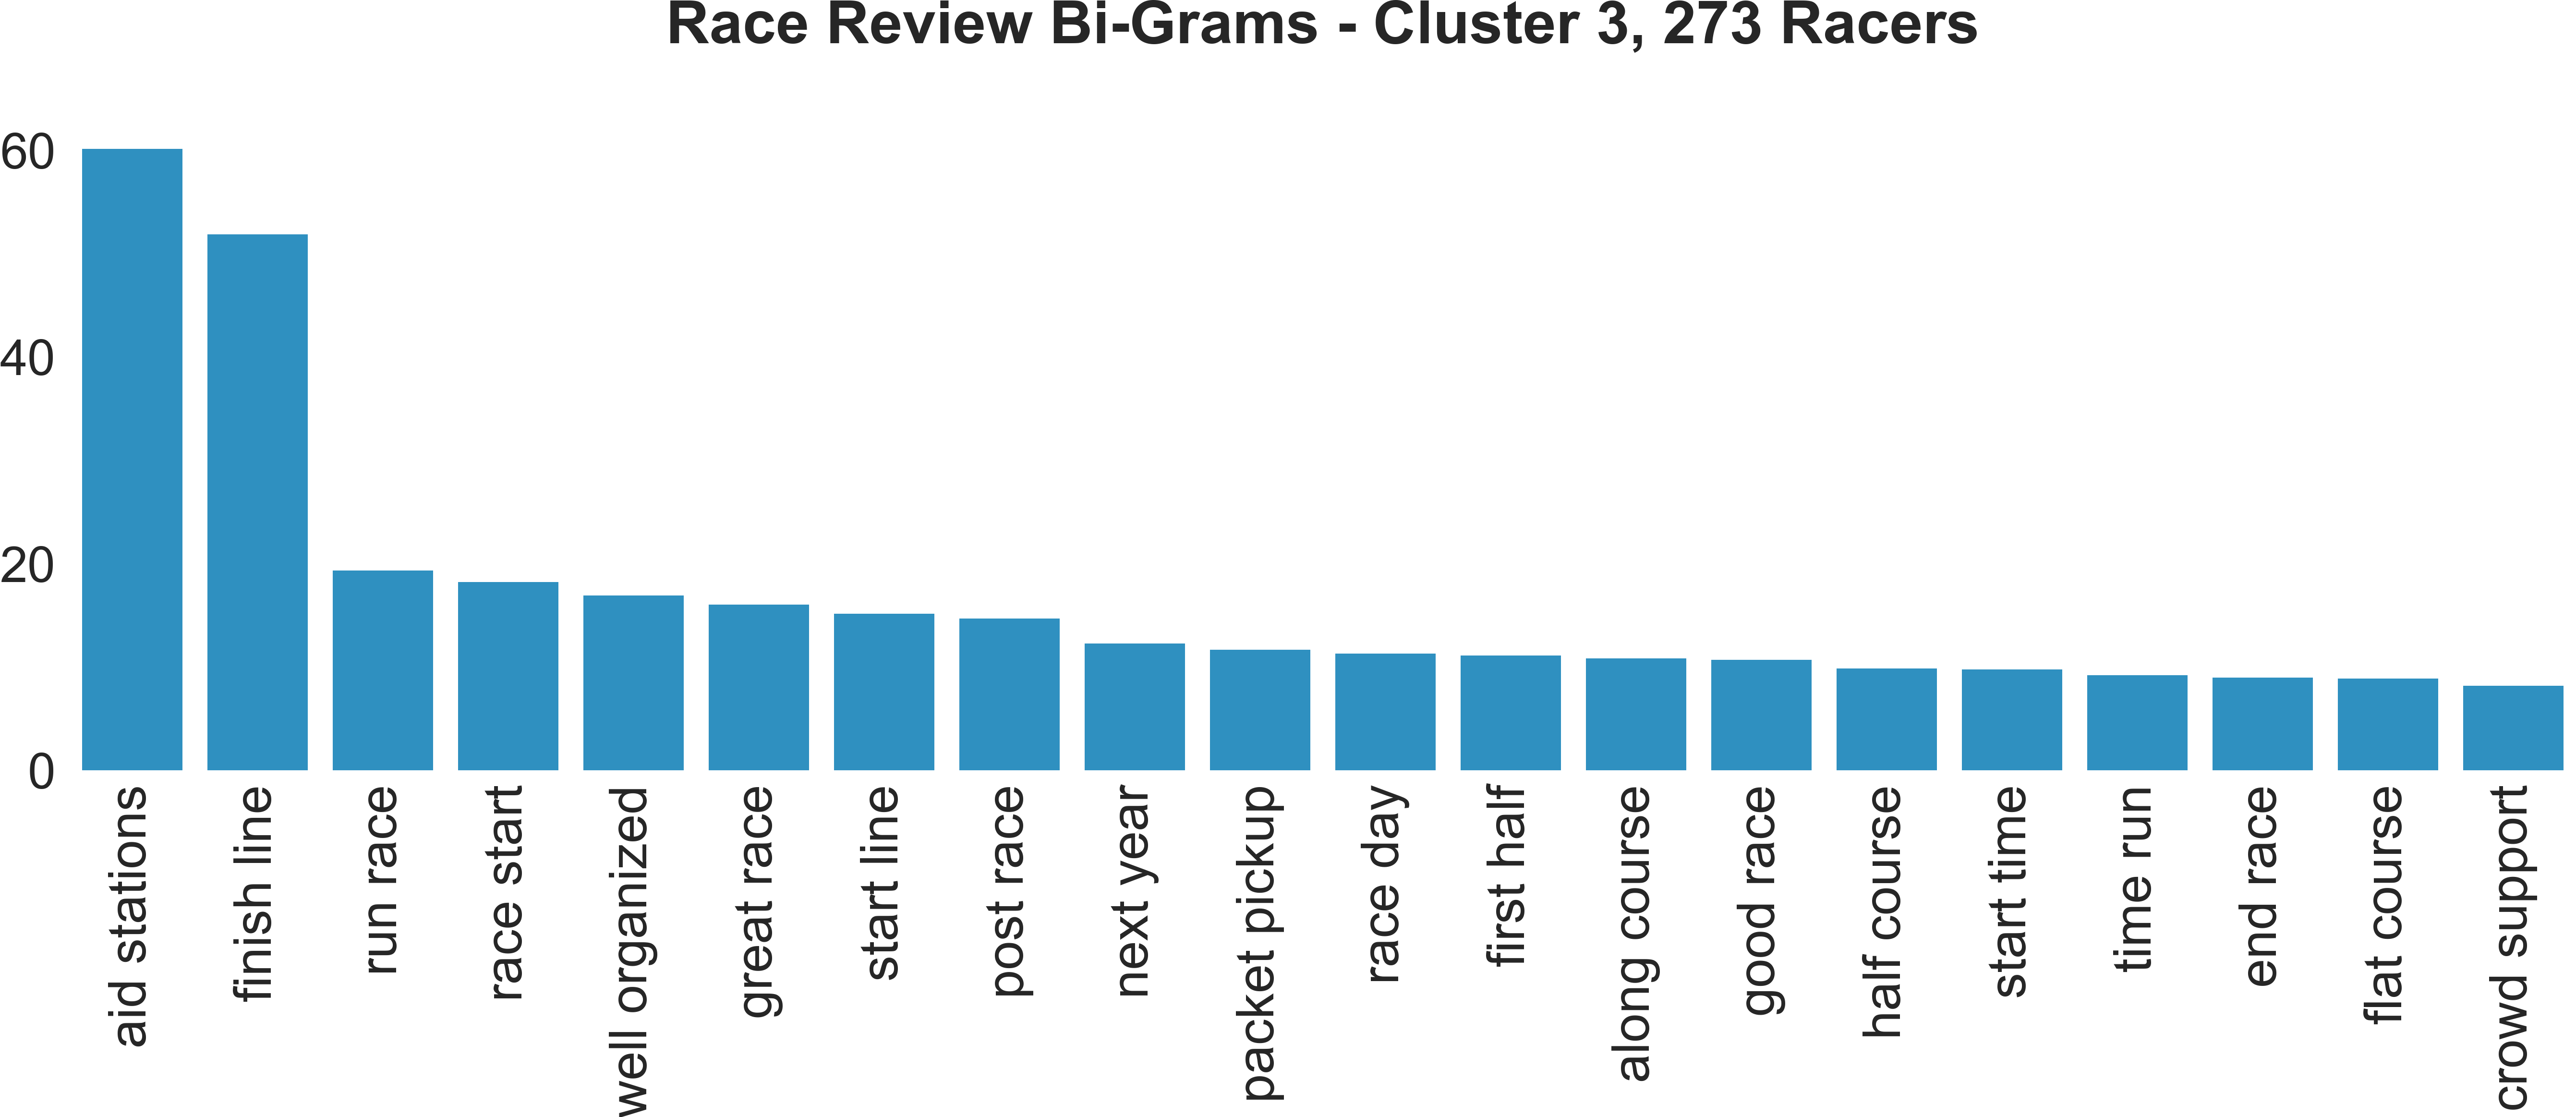 Race Review Bi-Grams - Cluster 3, 273 Racers
60
40
20
0
aid stations
finish line
run race
race start
well organized
great race
start line
post race
next year
packet pickup
race day
first half
along course
good race
half course
start time
time run
end race
flat course
crowd support